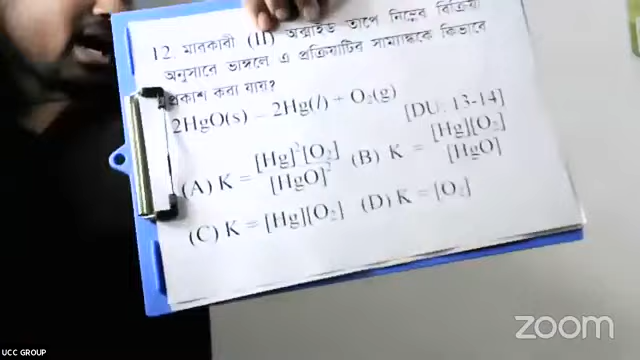 12. মারকারী (II) অক্সাইড তাপে নিম্নের বিক্রিয়া
অনুসারে ভাঙ্গলে এ প্রক্রিয়াটির সাম্যাঙ্ককে কিভাবে
প্রকাশ করা যায়?
2HgO(s) = 2Hg(l) + O₂(g)
[DU: 13-14]
(A) K = [Hg]²[O₂] / [HgO]² (B) K = [Hg][O₂] / [HgO]
(C) K = [Hg][O₂] (D) K = [O₂]
zoom
UCC GROUP